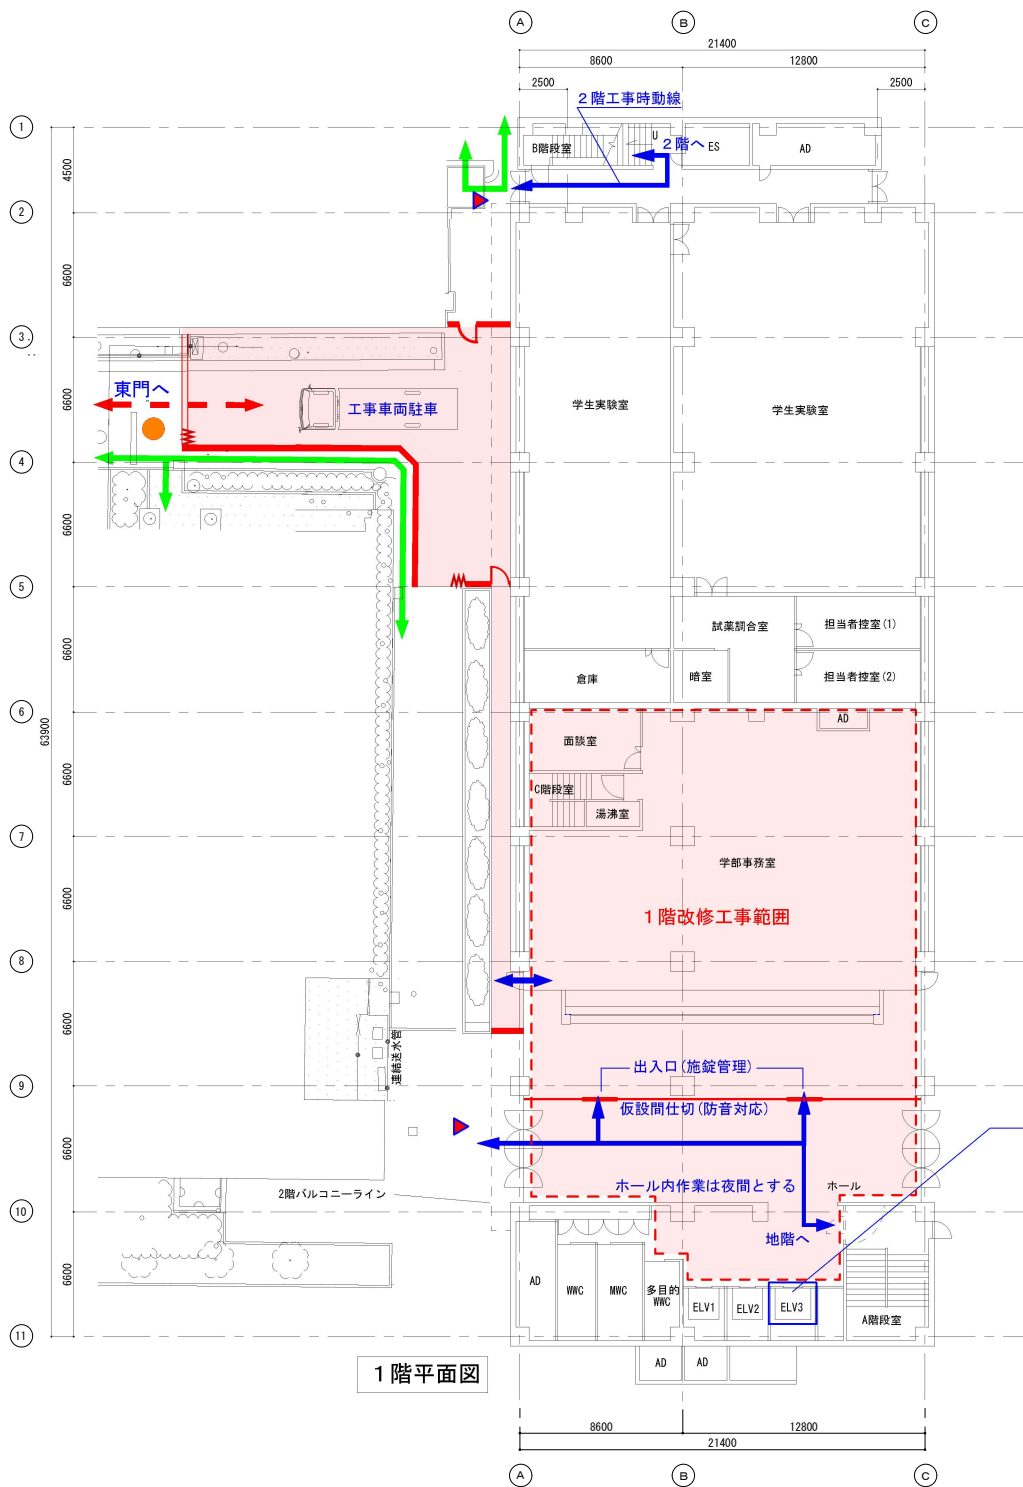 A B C
21400
8600 12800
2500 2500
2階工事時動線
1
B階段室 U 2階へ ES AD
4500
2
6600
3
東門へ 工事車両駐車
6600
学生実験室 学生実験室
4
6600
5
試薬調合室 担当者控室(1)
6600
倉庫 暗室 担当者控室(2)
6
63900
面談室 AD
6600
C階段室
湯沸室
7
学部事務室
6600
1階改修工事範囲
8
6600
連結送水管
9
出入口(施錠管理)
仮設間仕切(防音対応)
6600
ホール内作業は夜間とする ホール
2階バルコニーライン
10
地階へ
6600
AD WWC MWC 多目的
WWC
ELV1 ELV2 ELV3 A階段室
11
AD AD
1階平面図
8600 12800
21400
A B C